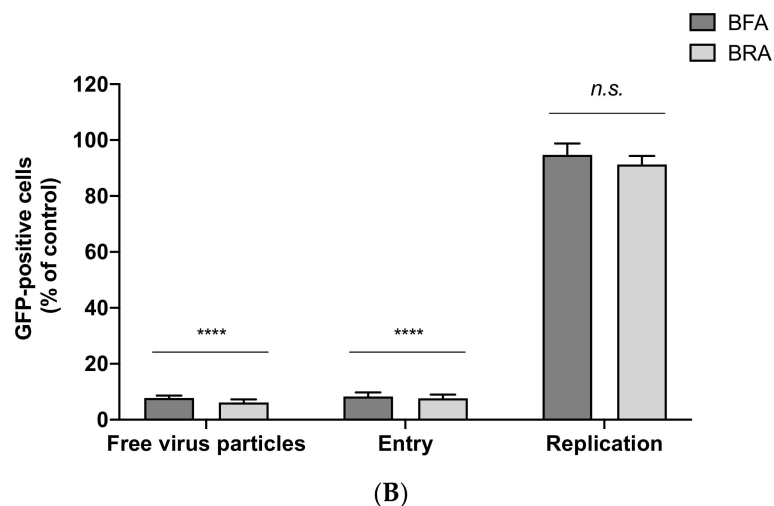 BFA
BRA
GFP-positive cells
(% of control)
120
100
80
60
40
20
0
****
****
n.s.
Free virus particles
Entry
Replication
(B)